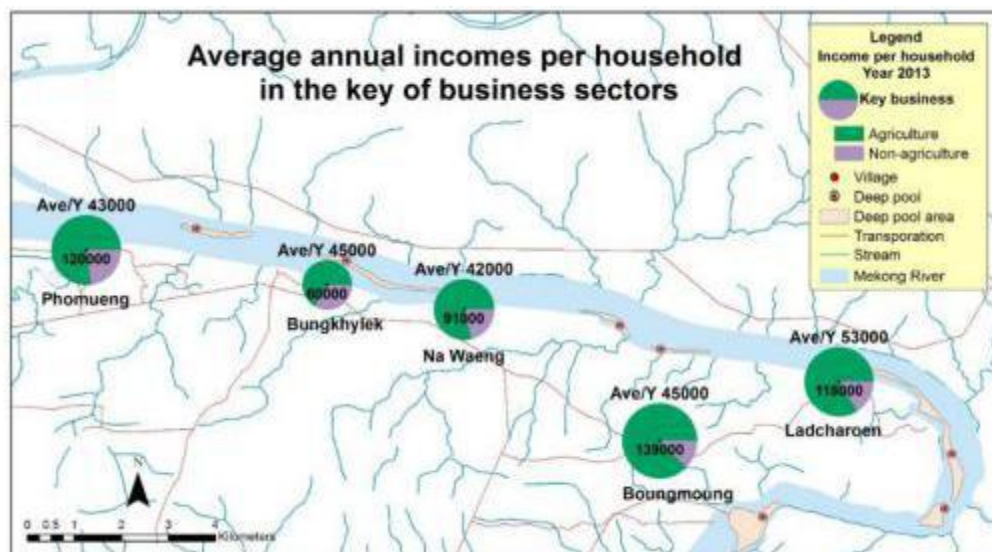 Average annual incomes per household
in the key of business sectors
Legend
Income per household
Year 2013
Key business
Agriculture
Non-agriculture
Village
Deep pool
Deep pool area
Transporation
Stream
Mekong River
Ave/Y 43000
120000
Phomueng
Ave/Y 45000
60000
Bungkhylek
Ave/Y 42000
91000
Na Waeng
Ave/Y 53000
118000
Ladcharoen
Ave/Y 45000
139000
Boungmoung
N
0 0.5 1 2 3 4
Kilometers